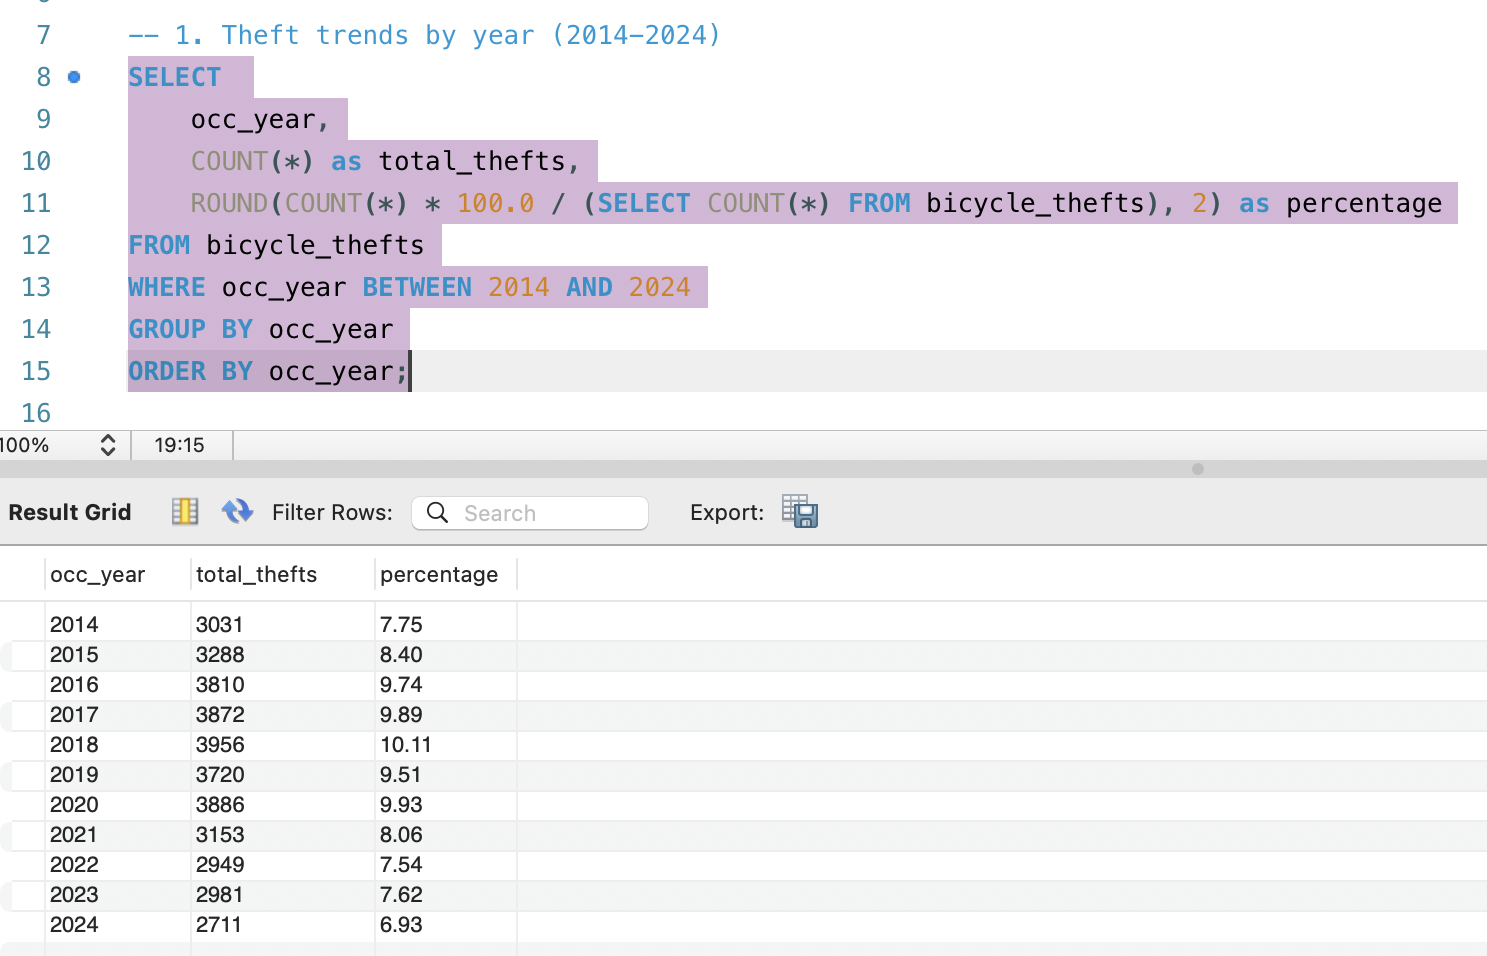 7 -- 1. Theft trends by year (2014-2024)
8 SELECT
9 occ_year,
10 COUNT(*) as total_thefts,
11 ROUND(COUNT(*) * 100.0 / (SELECT COUNT(*) FROM bicycle_thefts), 2) as percentage
12 FROM bicycle_thefts
13 WHERE occ_year BETWEEN 2014 AND 2024
14 GROUP BY occ_year
15 ORDER BY occ_year;
16
100% 19:15
Result Grid Filter Rows: Search Export:
occ_year total_thefts percentage
2014 3031 7.75
2015 3288 8.40
2016 3810 9.74
2017 3872 9.89
2018 3956 10.11
2019 3720 9.51
2020 3886 9.93
2021 3153 8.06
2022 2949 7.54
2023 2981 7.62
2024 2711 6.93